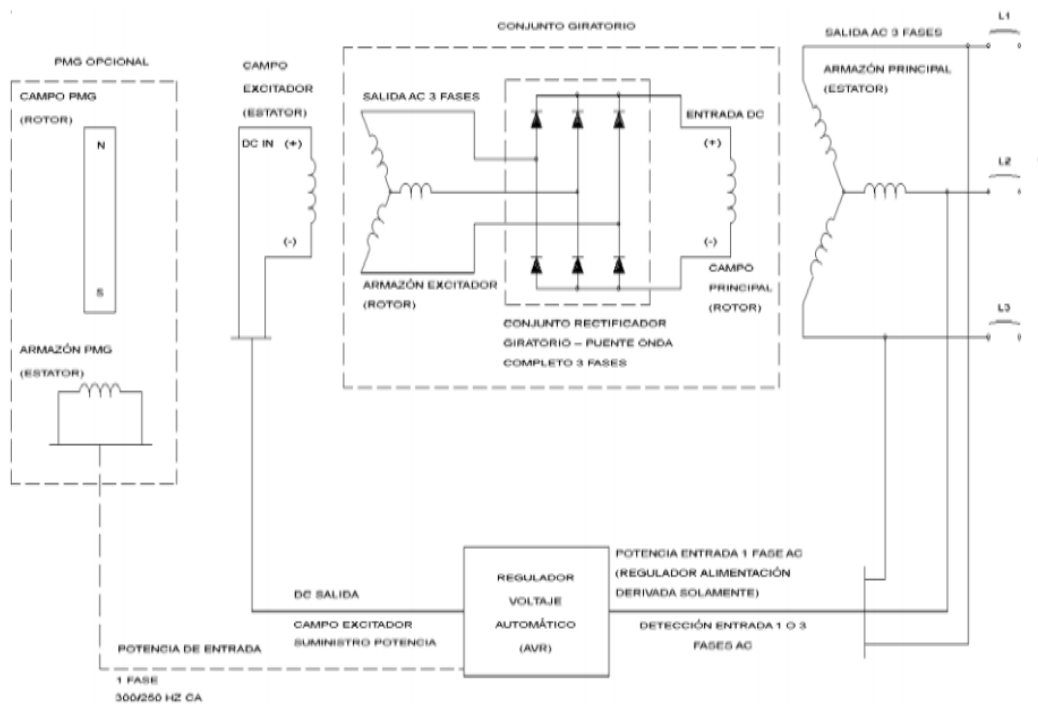 CONJUNTO GIRATORIO
L1
SALIDA AC 3 FASES
PMG OPCIONAL
CAMPO
EXCITADOR
(ESTATOR)
ARMAZÓN PRINCIPAL
(ESTATOR)
CAMPO PMG
(ROTOR)
SALIDA AC 3 FASES
ENTRADA DC
N
DC IN (+)
(+)
L2
(-)
(-)
S
ARMAZÓN EXCITADOR
(ROTOR)
CAMPO
PRINCIPAL
(ROTOR)
L3
CONJUNTO RECTIFICADOR
GIRATORIO – PUENTE ONDA
COMPLETO 3 FASES
ARMAZÓN PMG
(ESTATOR)
REGULADOR
VOLTAJE
AUTOMÁTICO
(AVR)
POTENCIA ENTRADA 1 FASE AC
(REGULADOR ALIMENTACIÓN
DERIVADA SOLAMENTE)
DC SALIDA
CAMPO EXCITADOR
SUMINISTRO POTENCIA
DETECCIÓN ENTRADA 1 O 3
FASES AC
POTENCIA DE ENTRADA
1 FASE
300/250 HZ CA